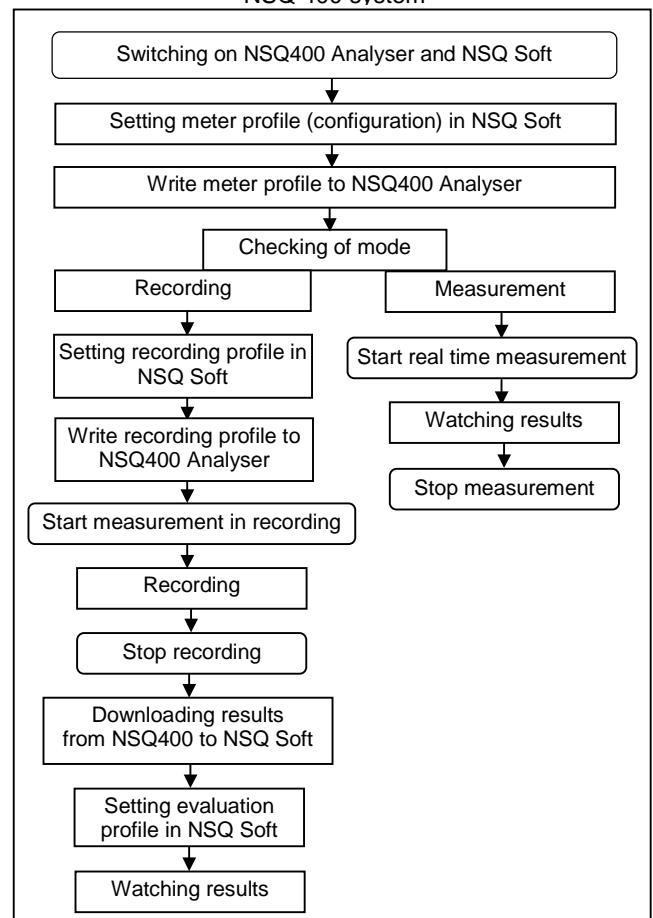 NSQ 400 system
Switching on NSQ400 Analyser and NSQ Soft
Setting meter profile (configuration) in NSQ Soft
Write meter profile to NSQ400 Analyser
Checking of mode
Recording
Setting recording profile in
NSQ Soft
Write recording profile to
NSQ400 Analyser
Start measurement in recording
Recording
Stop recording
Downloading results
from NSQ400 to NSQ Soft
Setting evaluation
profile in NSQ Soft
Watching results
Measurement
Start real time measurement
Watching results
Stop measurement